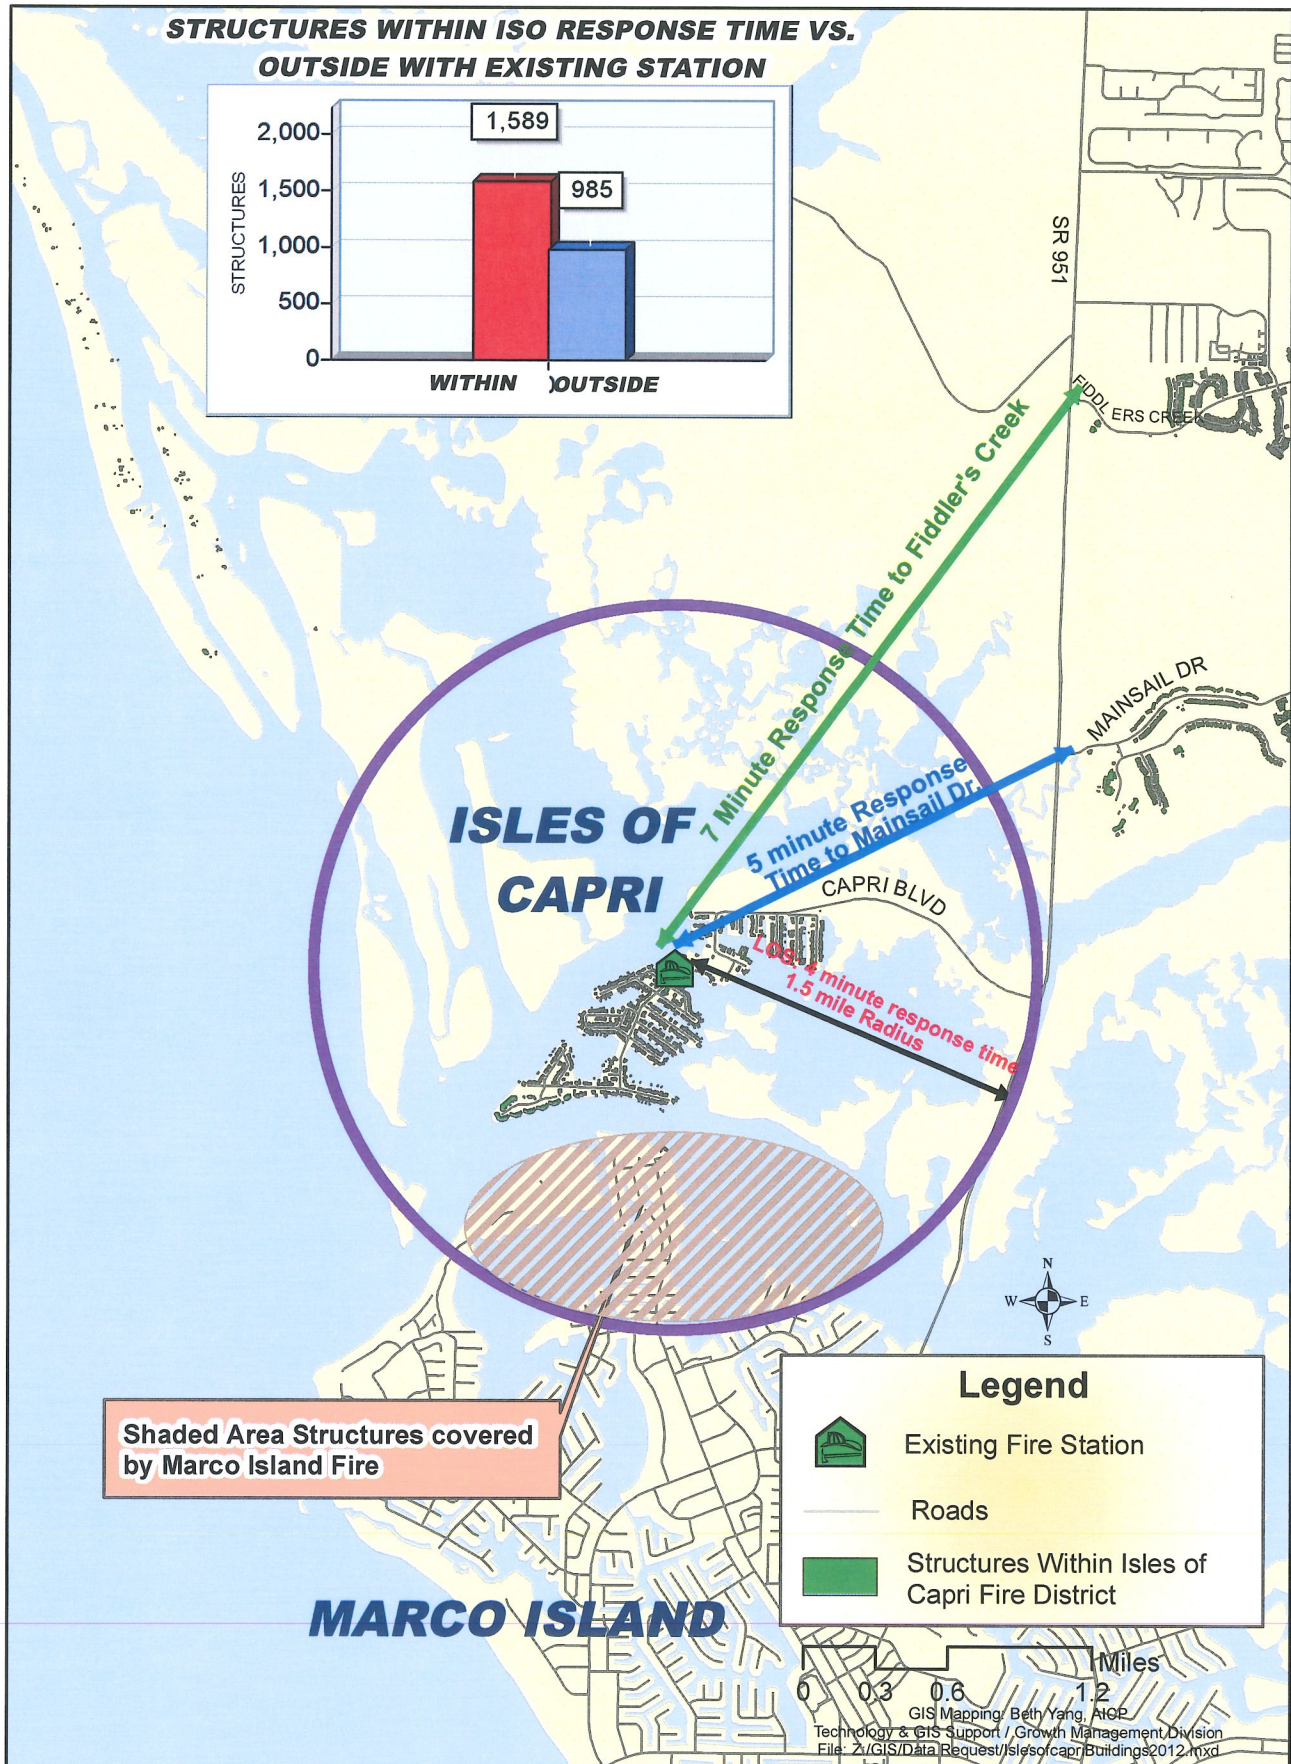 STRUCTURES WITHIN ISO RESPONSE TIME VS.
OUTSIDE WITH EXISTING STATION
STRUCTURES
2,000
1,500
1,000
500
0
1,589
985
WITHIN
OUTSIDE
SR 951
FIDDLERS CREEK
7 Minute Response Time to Fiddler's Creek
MAINSAIL DR
5 minute Response
Time to Mainsail Dr.
ISLES OF
CAPRI
CAPRI BLVD
LOS: 4 minute response time
1.5 mile Radius
N
W
E
S
Shaded Area Structures covered
by Marco Island Fire
MARCO ISLAND
Legend
Existing Fire Station
Roads
Structures Within Isles of
Capri Fire District
Miles
0 0.3 0.6 1.2
GIS Mapping: Beth Yang, AICP
Technology & GIS Support / Growth Management Division
File: Z:/GIS/Data Request/IslesofcapriBuildings2012.mxd